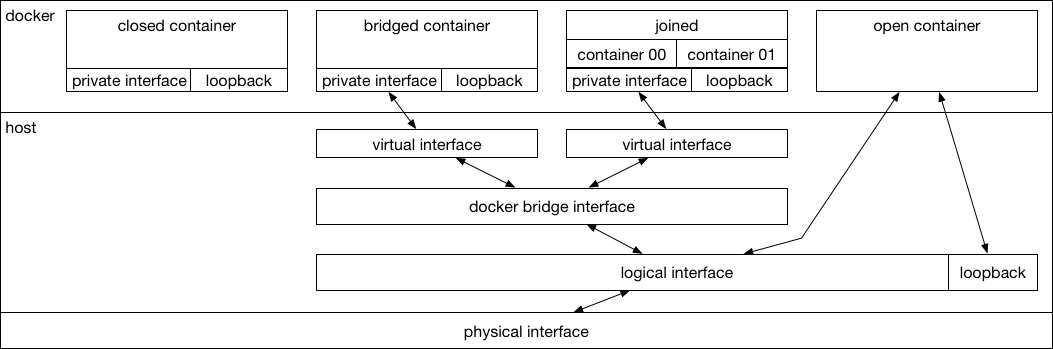 docker
closed container
bridged container
joined
open container
container 00
container 01
private interface
loopback
private interface
loopback
private interface
loopback
host
virtual interface
virtual interface
docker bridge interface
logical interface
loopback
physical interface